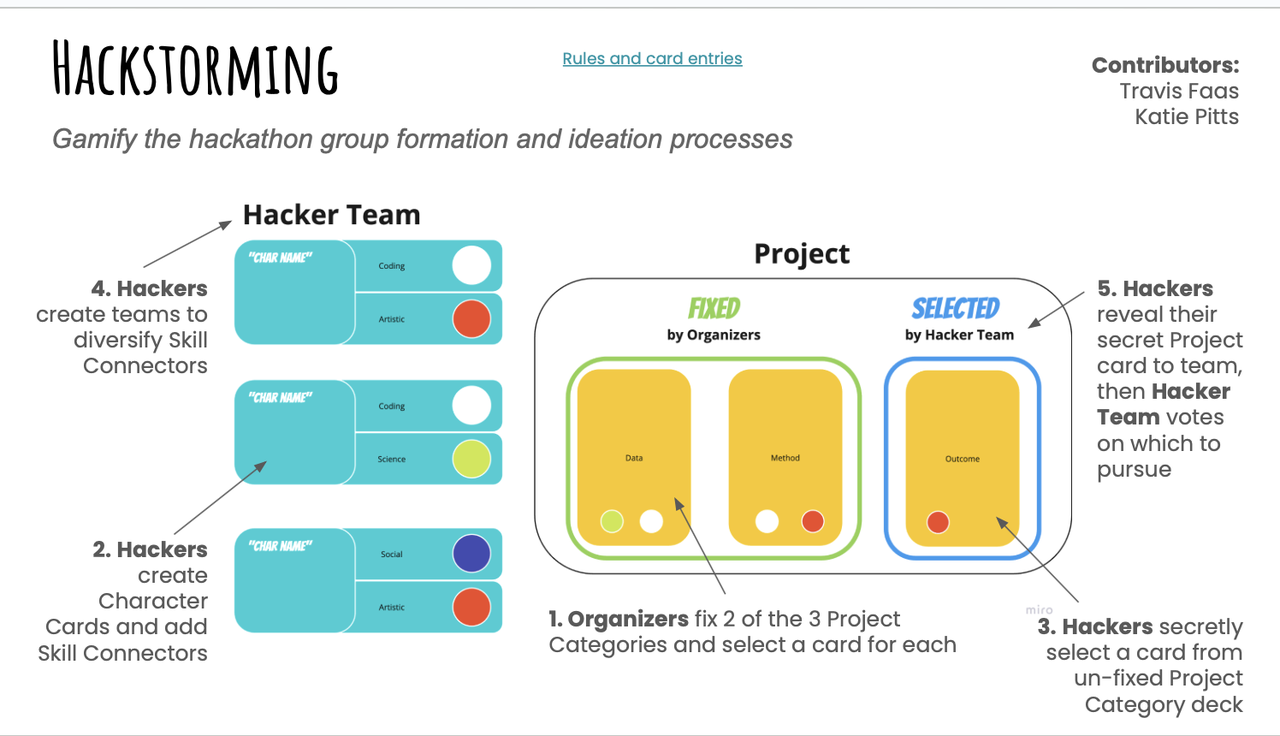 HACKSTORMING
Rules and card entries
Contributors:
Travis Faas
Katie Pitts
Gamify the hackathon group formation and ideation processes
Hacker Team
"CHAR NAME"
Coding
Artistic
4. Hackers
create teams to
diversify Skill
Connectors
"CHAR NAME"
Coding
Science
2. Hackers
create
Character
Cards and add
Skill Connectors
"CHAR NAME"
Social
Artistic
Project
FIXED
by Organizers
SELECTED
by Hacker Team
Data
Method
Outcome
5. Hackers
reveal their
secret Project
card to team,
then Hacker
Team votes
on which to
pursue
1. Organizers fix 2 of the 3 Project
Categories and select a card for each
miro
3. Hackers secretly
select a card from
un-fixed Project
Category deck